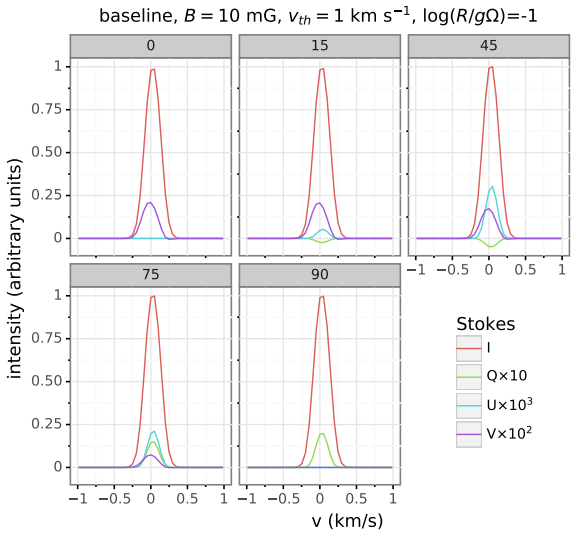 baseline, B = 10 mG, v_th = 1 km s⁻¹, log(R/gΩ)=-1
0 15 45
1
0.75
0.50
0.25
0
−1 −0.5 0 0.5 1
75 90
1
0.75
0.50
0.25
0
−1 −0.5 0 0.5 1 −1 −0.5 0 0.5 1
intensity (arbitrary units)
v (km/s)
Stokes
I
Q×10
U×10³
V×10²